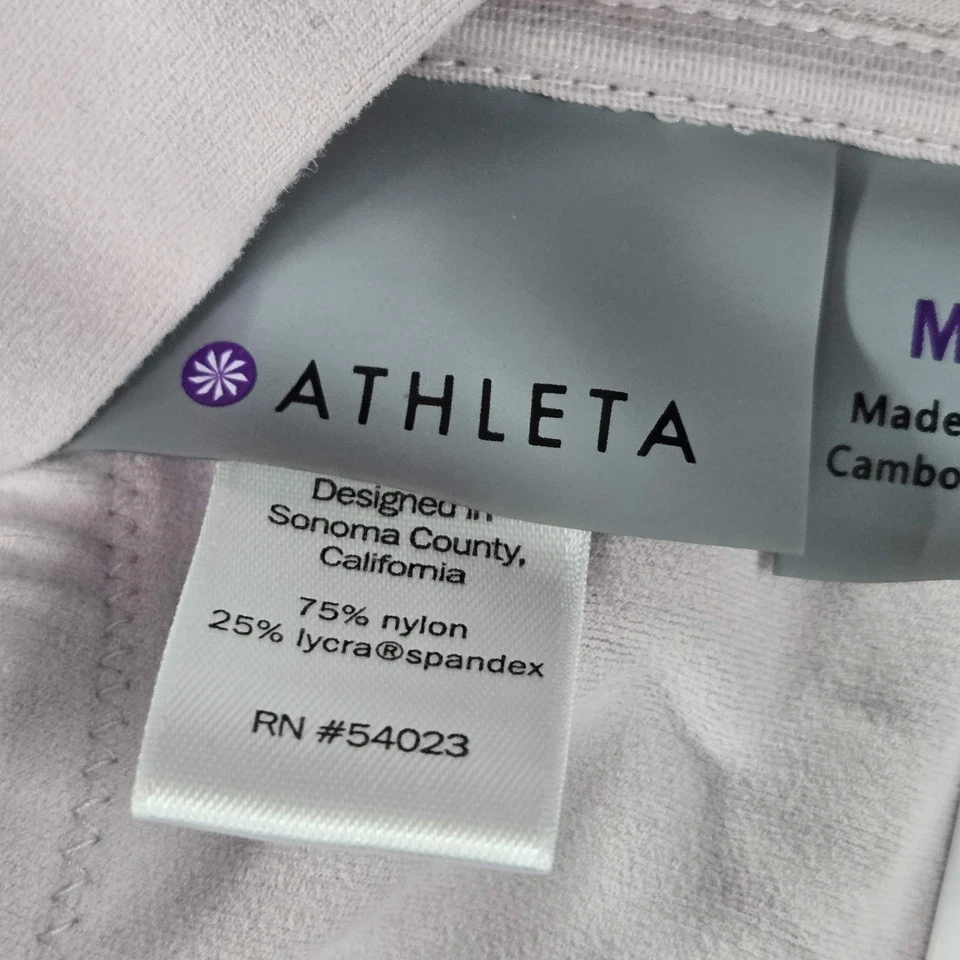 ATHLETA
M
Made
Cambo
Designed in
Sonoma County,
California
75% nylon
25% lycra®spandex
RN #54023